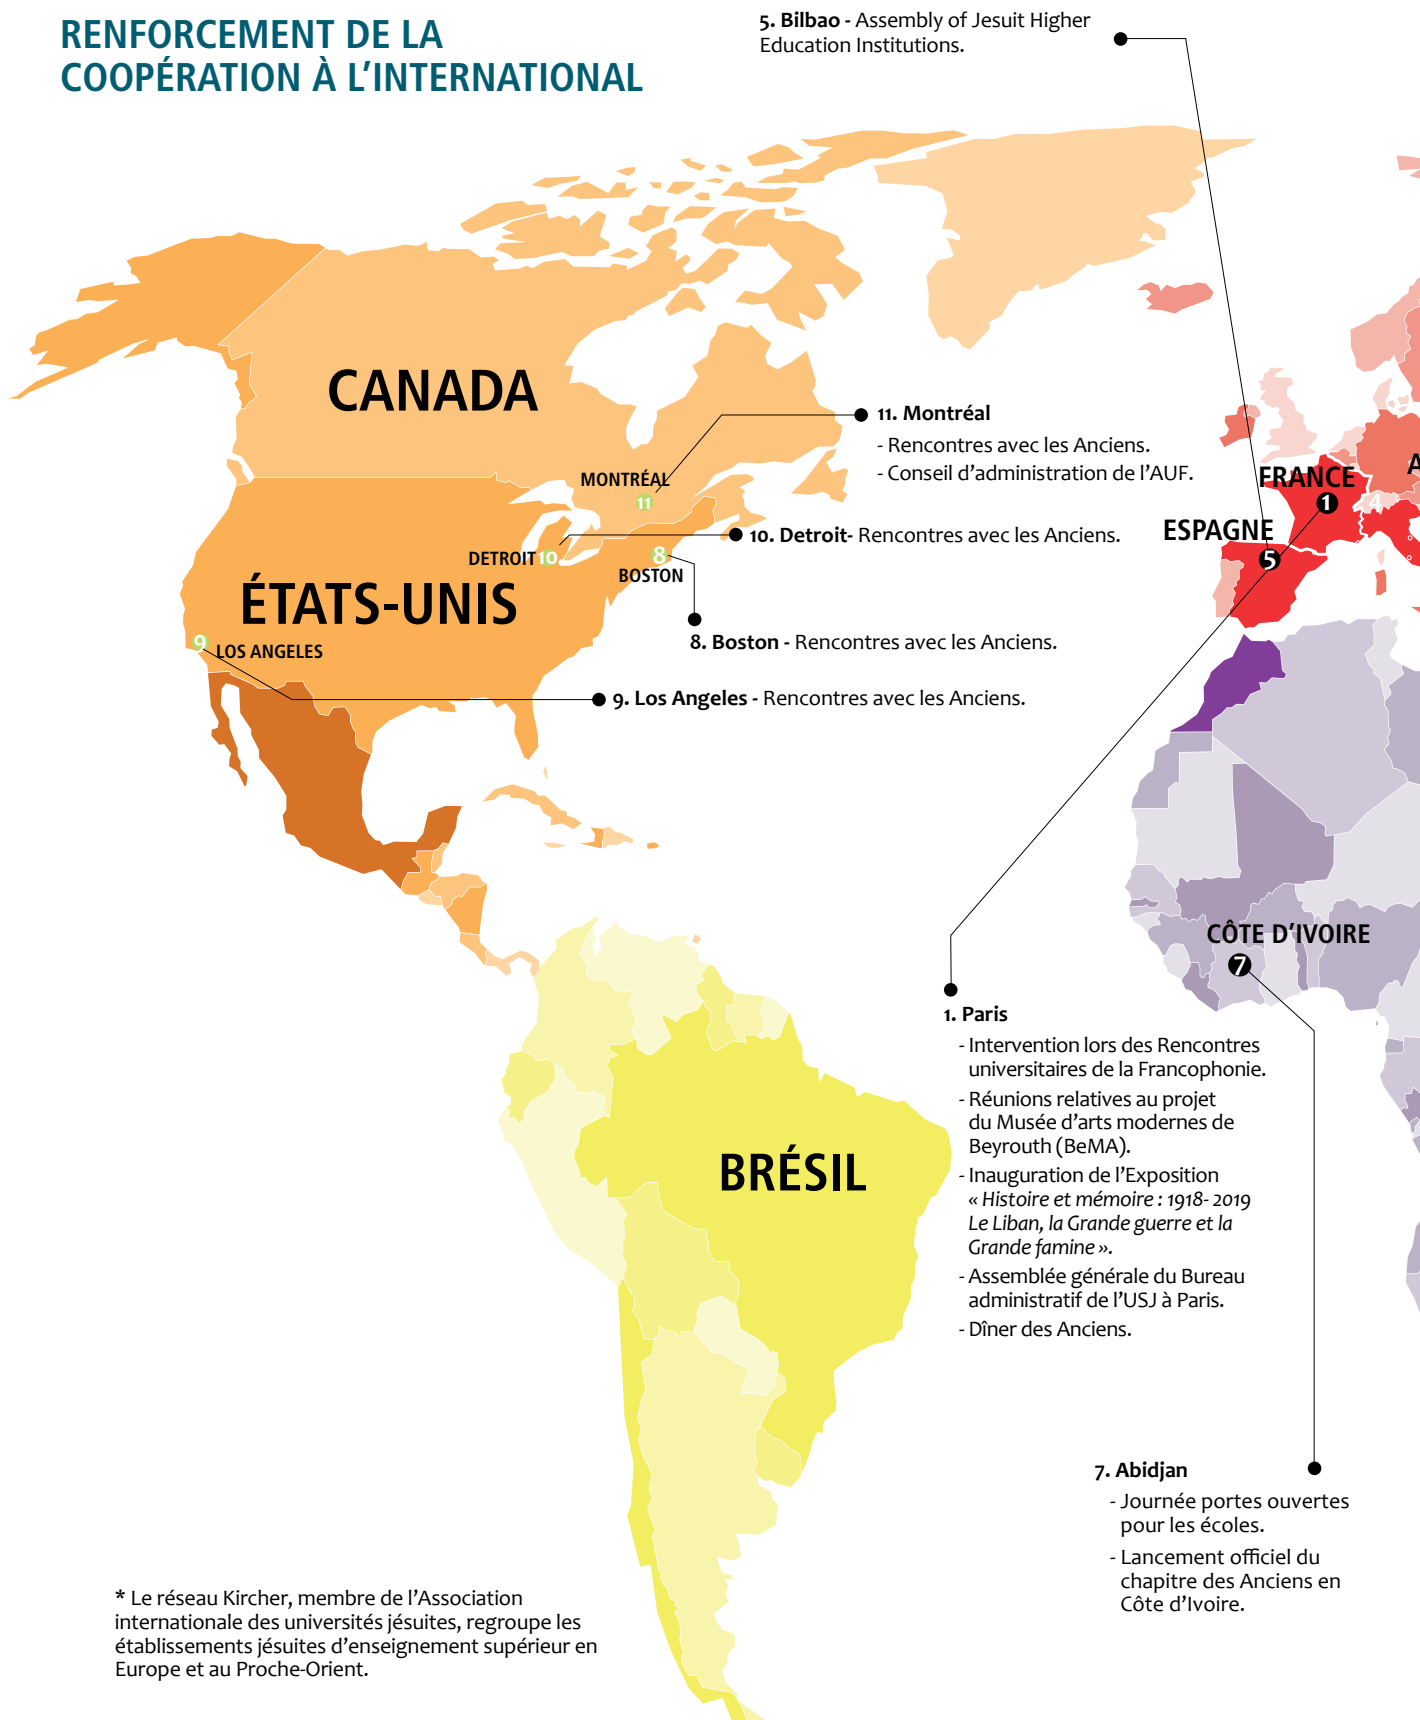 RENFORCEMENT DE LA
COOPÉRATION À L’INTERNATIONAL
5. Bilbao - Assembly of Jesuit Higher
Education Institutions.
CANADA
11. Montréal
- Rencontres avec les Anciens.
- Conseil d’administration de l’AUF.
MONTRÉAL
11
FRANCE
1
4
A
10. Detroit- Rencontres avec les Anciens.
ESPAGNE
5
DETROIT 10
8
BOSTON
ÉTATS-UNIS
8. Boston - Rencontres avec les Anciens.
9
LOS ANGELES
9. Los Angeles - Rencontres avec les Anciens.
CÔTE D’IVOIRE
7
1. Paris
- Intervention lors des Rencontres
universitaires de la Francophonie.
- Réunions relatives au projet
du Musée d’arts modernes de
Beyrouth (BeMA).
- Inauguration de l’Exposition
« Histoire et mémoire : 1918- 2019
Le Liban, la Grande guerre et la
Grande famine ».
- Assemblée générale du Bureau
administratif de l’USJ à Paris.
- Dîner des Anciens.
BRÉSIL
7. Abidjan
- Journée portes ouvertes
pour les écoles.
- Lancement officiel du
chapitre des Anciens en
Côte d’Ivoire.
* Le réseau Kircher, membre de l’Association
internationale des universités jésuites, regroupe les
établissements jésuites d’enseignement supérieur en
Europe et au Proche-Orient.